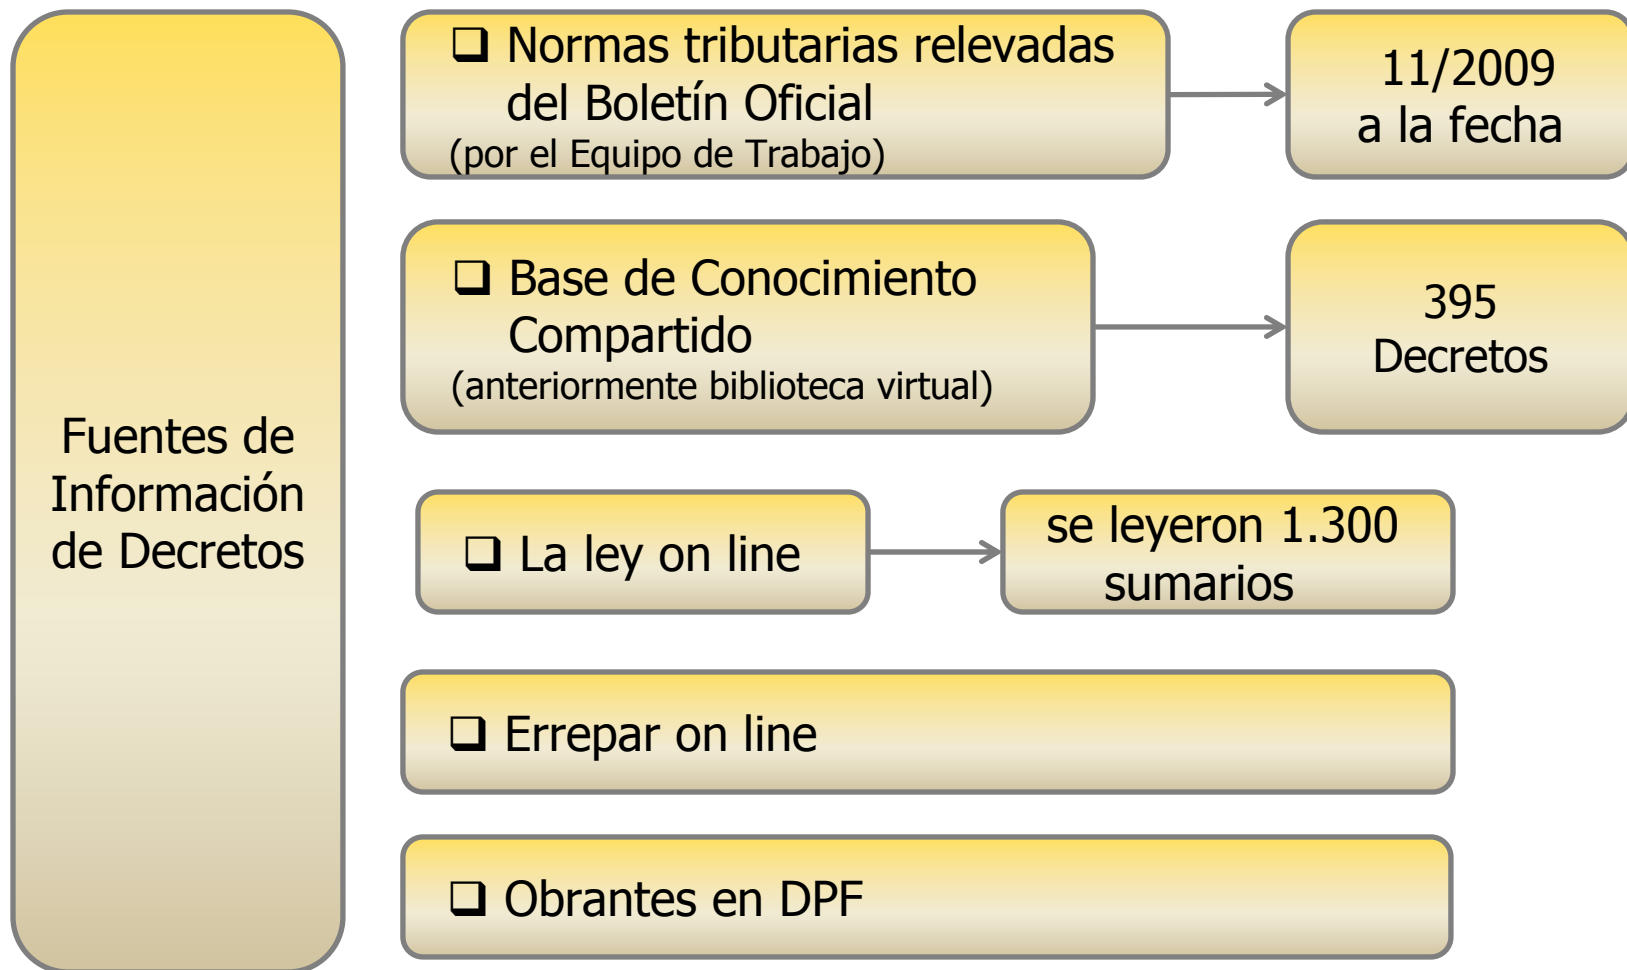 Fuentes de
Información
de Decretos
❑ Normas tributarias relevadas
del Boletín Oficial
(por el Equipo de Trabajo)
11/2009
a la fecha
❑ Base de Conocimiento
Compartido
(anteriormente biblioteca virtual)
395
Decretos
❑ La ley on line
se leyeron 1.300
sumarios
❑ Errepar on line
❑ Obrantes en DPF